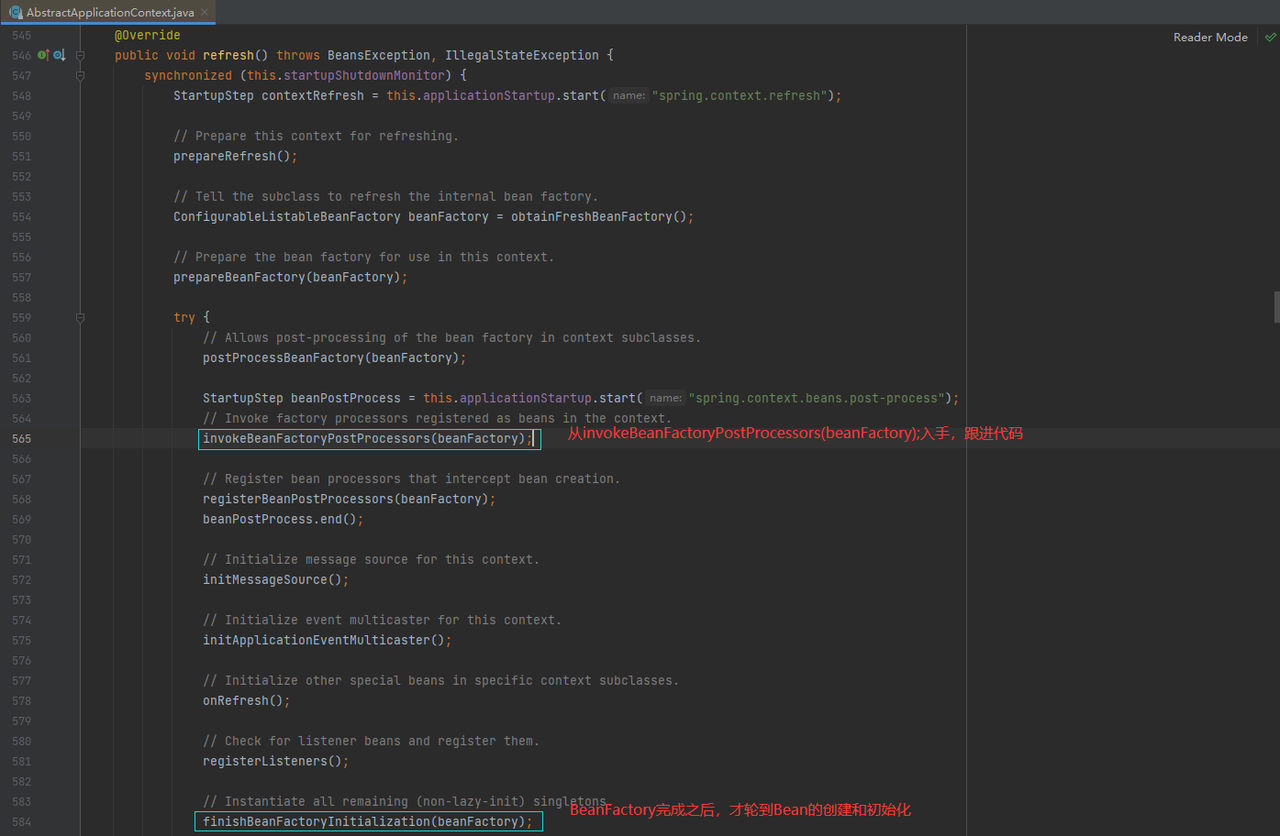 AbstractApplicationContext.java
Reader Mode
545 @Override
546 public void refresh() throws BeansException, IllegalStateException {
547 synchronized (this.startupShutdownMonitor) {
548 StartupStep contextRefresh = this.applicationStartup.start( name: "spring.context.refresh");
549
550 // Prepare this context for refreshing.
551 prepareRefresh();
552
553 // Tell the subclass to refresh the internal bean factory.
554 ConfigurableListableBeanFactory beanFactory = obtainFreshBeanFactory();
555
556 // Prepare the bean factory for use in this context.
557 prepareBeanFactory(beanFactory);
558
559 try {
560 // Allows post-processing of the bean factory in context subclasses.
561 postProcessBeanFactory(beanFactory);
562
563 StartupStep beanPostProcess = this.applicationStartup.start( name: "spring.context.beans.post-process");
564 // Invoke factory processors registered as beans in the context.
565 invokeBeanFactoryPostProcessors(beanFactory); 从invokeBeanFactoryPostProcessors(beanFactory);入手，跟进代码
566
567 // Register bean processors that intercept bean creation.
568 registerBeanPostProcessors(beanFactory);
569 beanPostProcess.end();
570
571 // Initialize message source for this context.
572 initMessageSource();
573
574 // Initialize event multicaster for this context.
575 initApplicationEventMulticaster();
576
577 // Initialize other special beans in specific context subclasses.
578 onRefresh();
579
580 // Check for listener beans and register them.
581 registerListeners();
582
583 // Instantiate all remaining (non-lazy-init) singletons
584 finishBeanFactoryInitialization(beanFactory); BeanFactory完成之后，才轮到Bean的创建和初始化